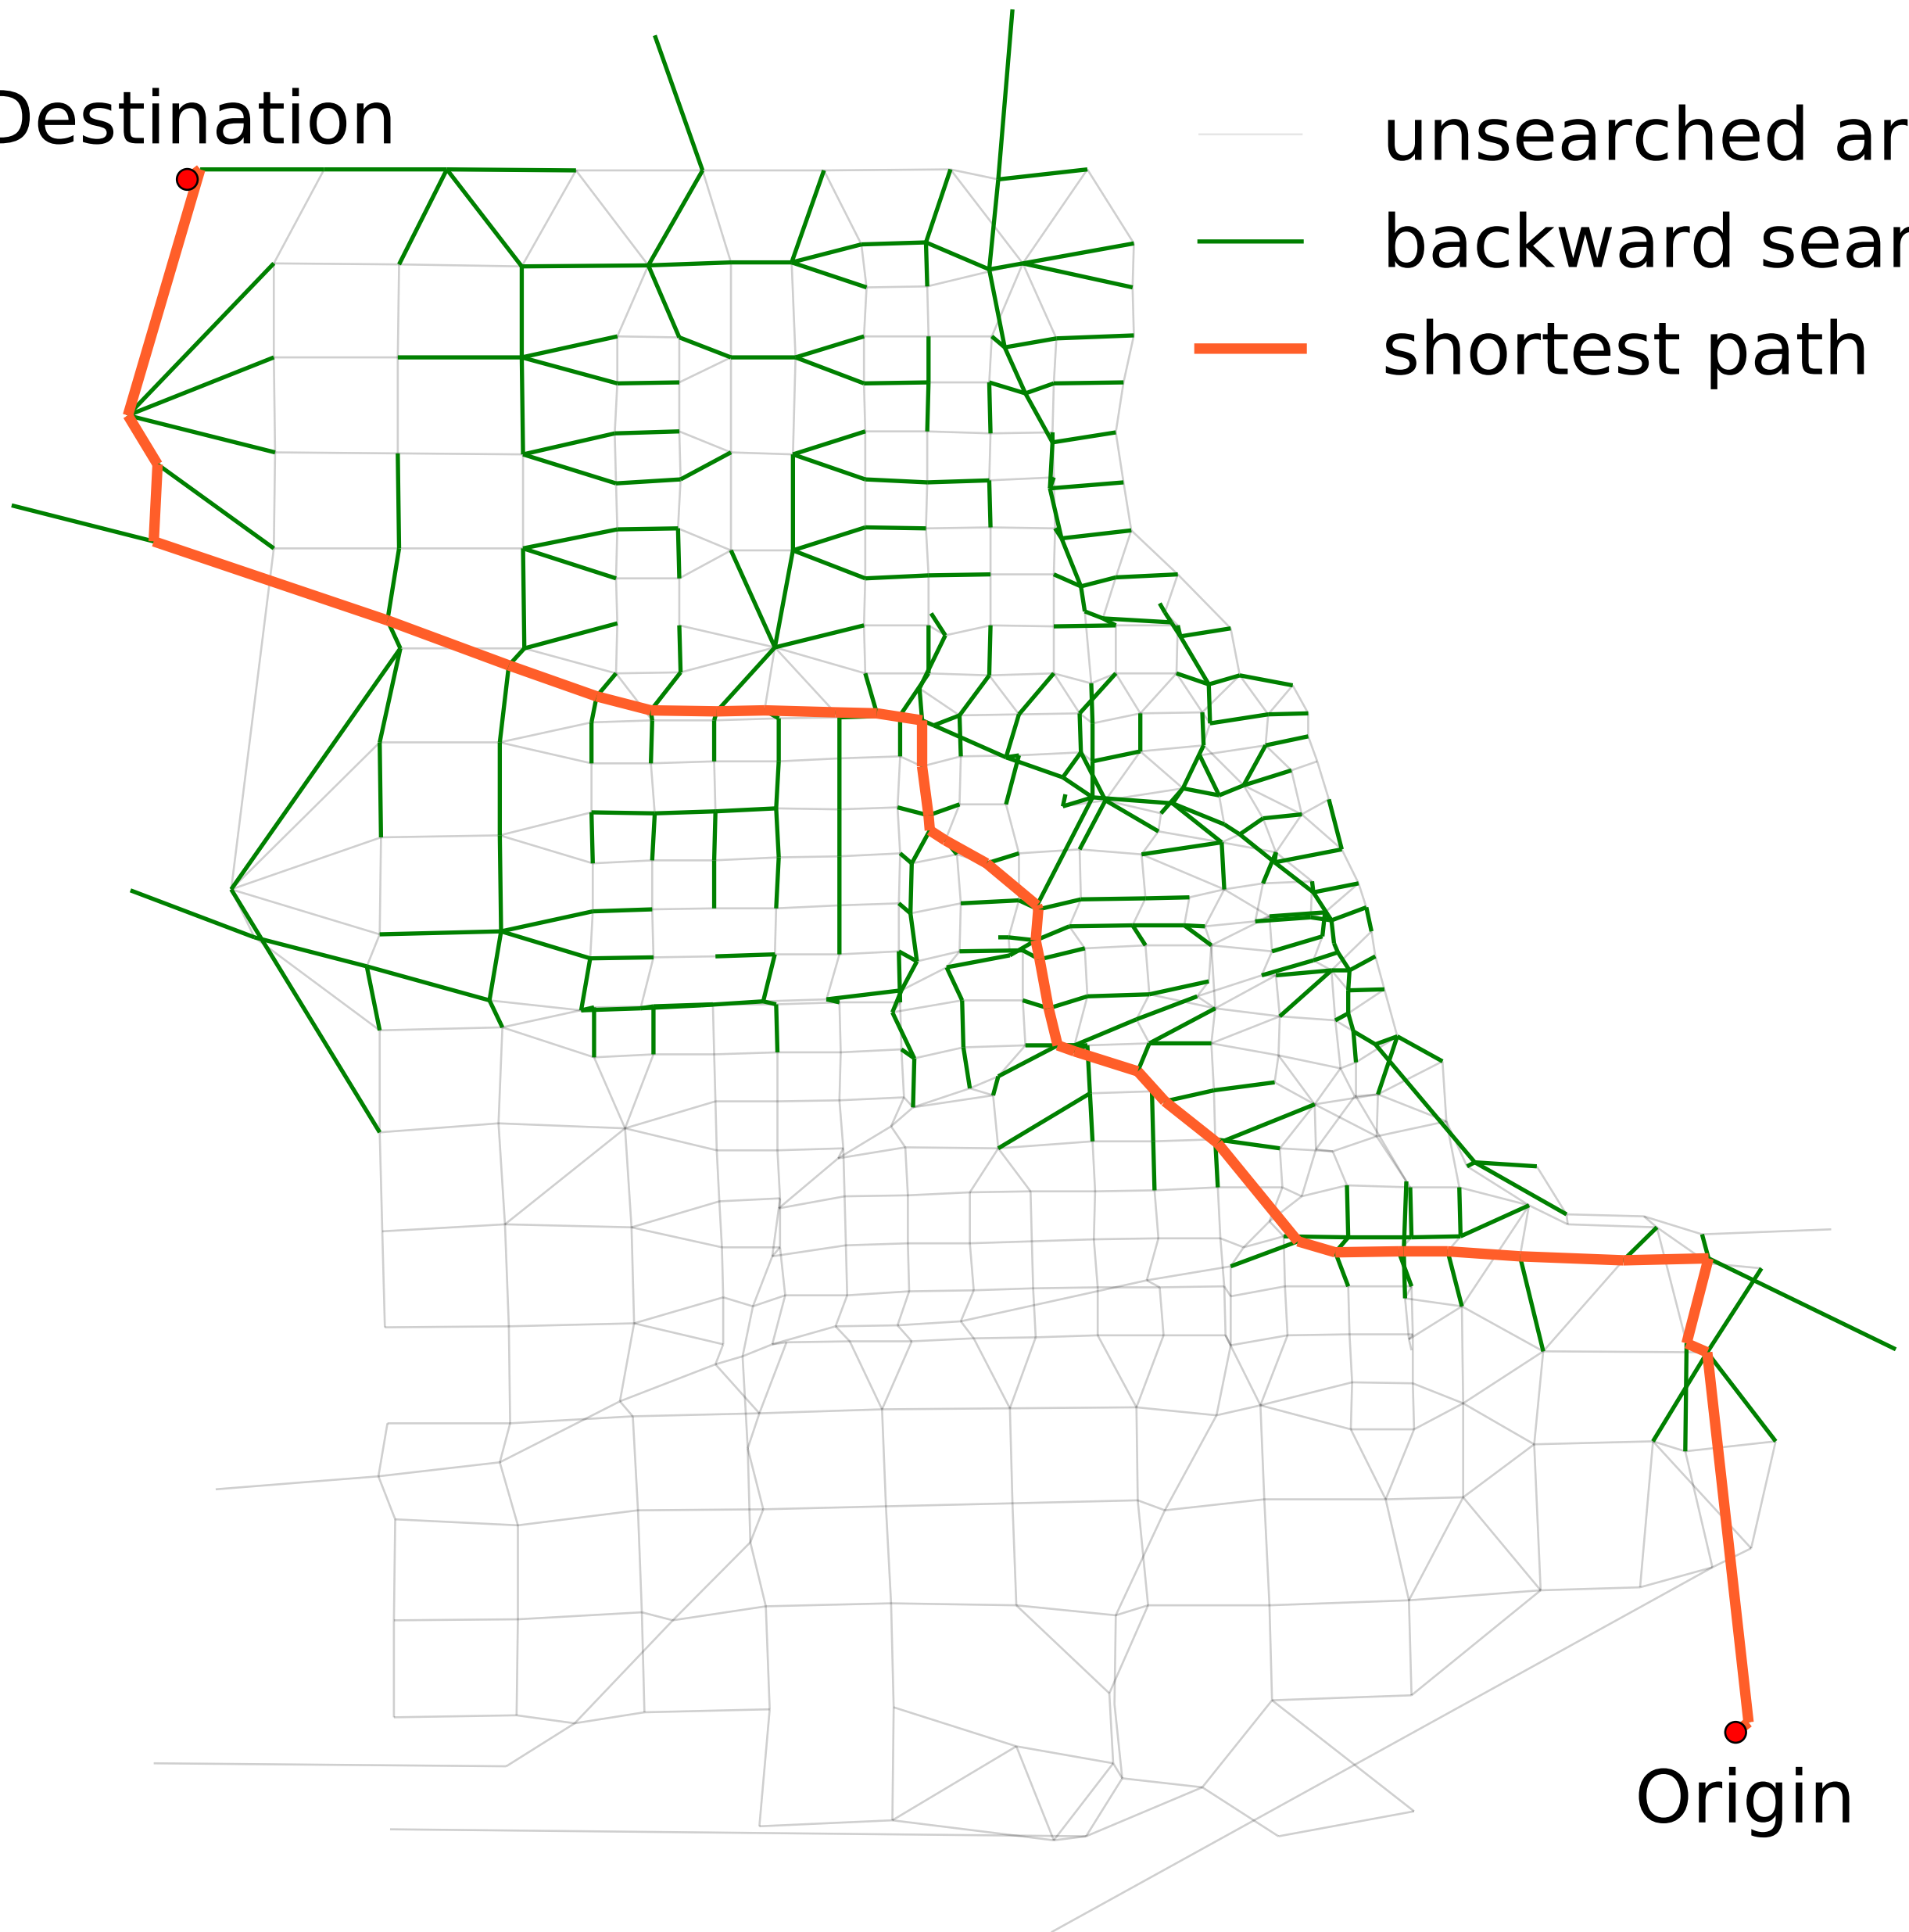 Destination
unsearched ar
backward sear
shortest path
Origin